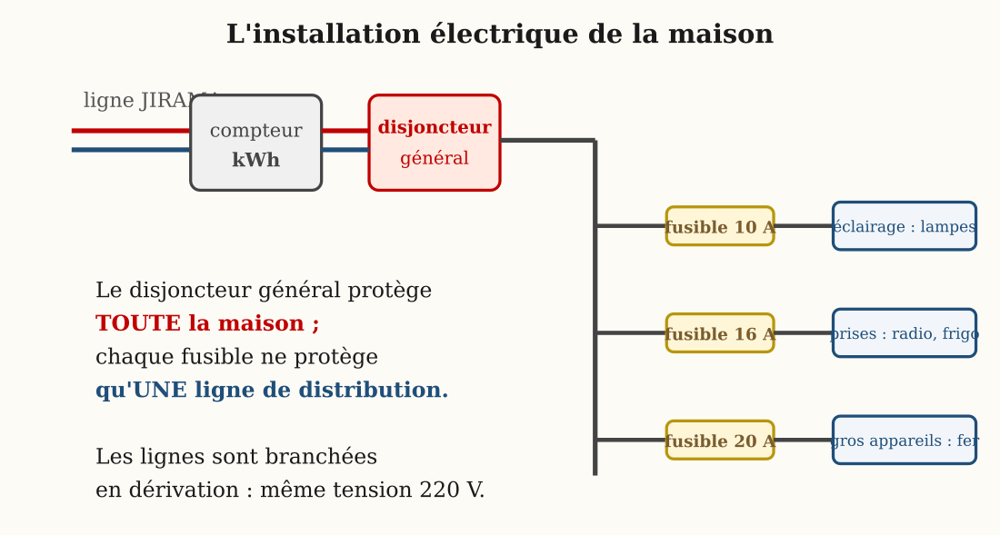 L'installation électrique de la maison
ligne JIRAMA
compteur
kWh
disjoncteur
général
fusible 10 A
éclairage : lampes
fusible 16 A
prises : radio, frigo
fusible 20 A
gros appareils : fer
Le disjoncteur général protège
TOUTE la maison ;
chaque fusible ne protège
qu'UNE ligne de distribution.
Les lignes sont branchées
en dérivation : même tension 220 V.